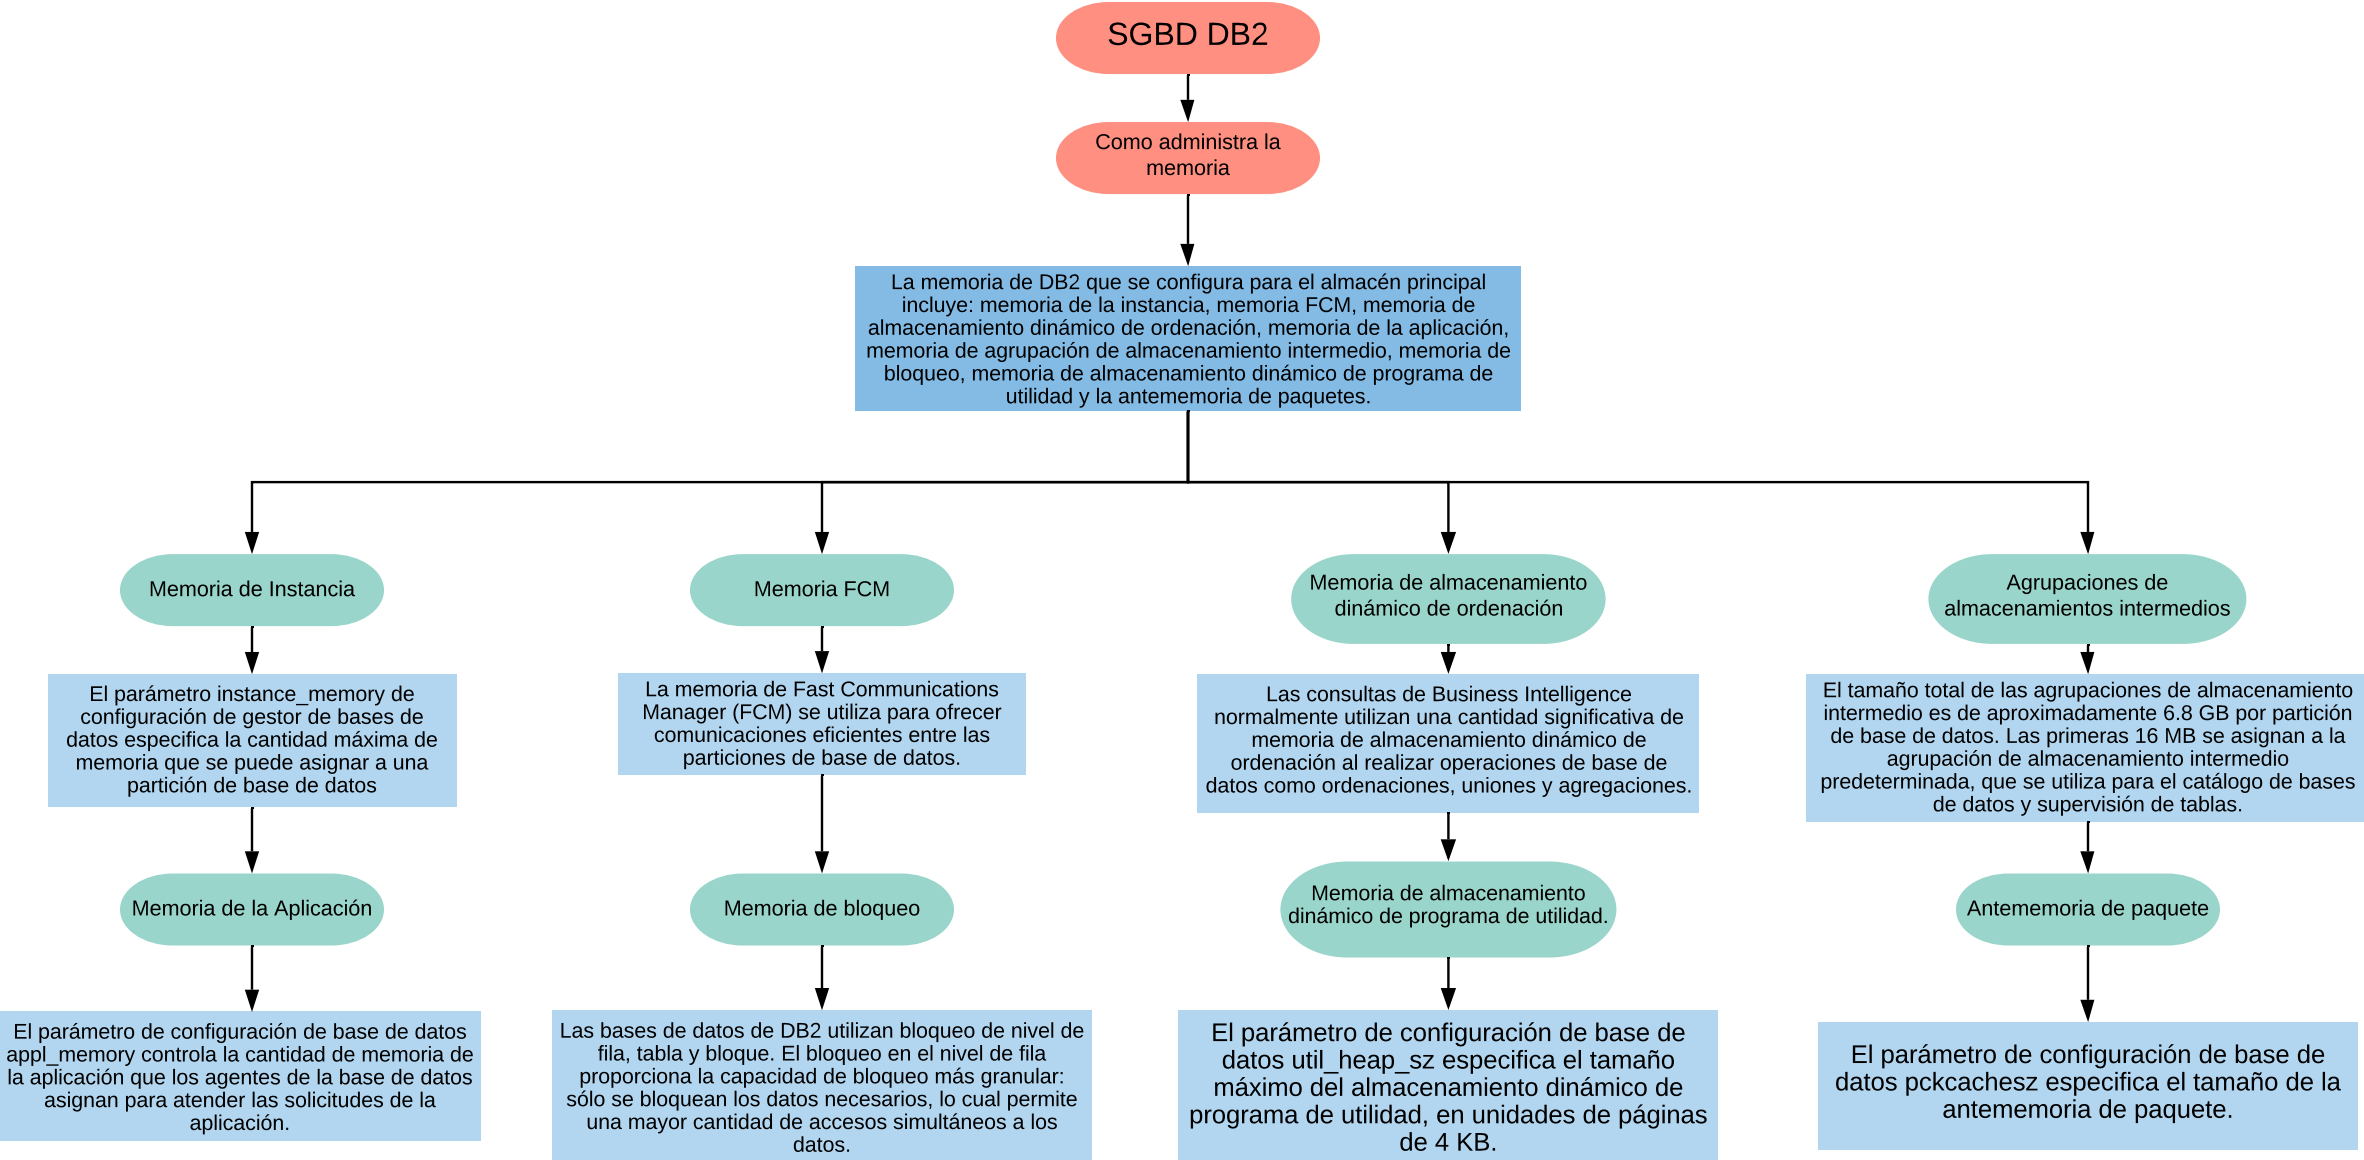 SGBD DB2
Como administra la
memoria
La memoria de DB2 que se configura para el almacén principal
incluye: memoria de la instancia, memoria FCM, memoria de
almacenamiento dinámico de ordenación, memoria de la aplicación,
memoria de agrupación de almacenamiento intermedio, memoria de
bloqueo, memoria de almacenamiento dinámico de programa de
utilidad y la antememoria de paquetes.
Memoria de Instancia
El parámetro instance_memory de
configuración de gestor de bases de
datos especifica la cantidad máxima de
memoria que se puede asignar a una
partición de base de datos
Memoria de la Aplicación
El parámetro de configuración de base de datos
appl_memory controla la cantidad de memoria de
la aplicación que los agentes de la base de datos
asignan para atender las solicitudes de la
aplicación.
Memoria FCM
La memoria de Fast Communications
Manager (FCM) se utiliza para ofrecer
comunicaciones eficientes entre las
particiones de base de datos.
Memoria de bloqueo
Las bases de datos de DB2 utilizan bloqueo de nivel de
fila, tabla y bloque. El bloqueo en el nivel de fila
proporciona la capacidad de bloqueo más granular:
sólo se bloquean los datos necesarios, lo cual permite
una mayor cantidad de accesos simultáneos a los
datos.
Memoria de almacenamiento
dinámico de ordenación
Las consultas de Business Intelligence
normalmente utilizan una cantidad significativa de
memoria de almacenamiento dinámico de
ordenación al realizar operaciones de base de
datos como ordenaciones, uniones y agregaciones.
Memoria de almacenamiento
dinámico de programa de utilidad.
El parámetro de configuración de base de
datos util_heap_sz especifica el tamaño
máximo del almacenamiento dinámico de
programa de utilidad, en unidades de páginas
de 4 KB.
Agrupaciones de
almacenamientos intermedios
El tamaño total de las agrupaciones de almacenamiento
intermedio es de aproximadamente 6.8 GB por partición
de base de datos. Las primeras 16 MB se asignan a la
agrupación de almacenamiento intermedio
predeterminada, que se utiliza para el catálogo de bases
de datos y supervisión de tablas.
Antememoria de paquete
El parámetro de configuración de base de
datos pckcachesz especifica el tamaño de la
antememoria de paquete.